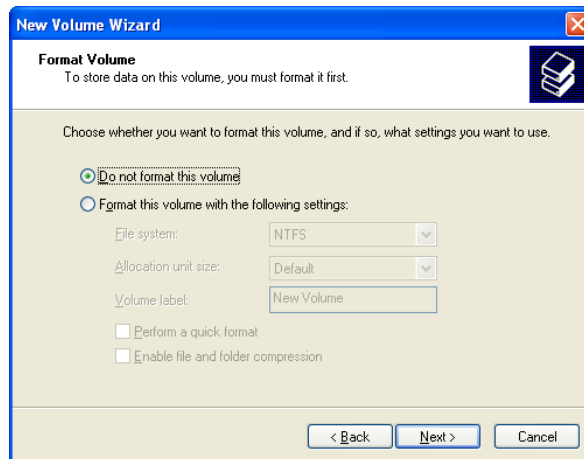 New Volume Wizard
Format Volume
To store data on this volume, you must format it first.
Choose whether you want to format this volume, and if so, what settings you want to use.
Do not format this volume
Format this volume with the following settings:
File system: NTFS
Allocation unit size: Default
Volume label: New Volume
Perform a quick format
Enable file and folder compression
< Back Next > Cancel